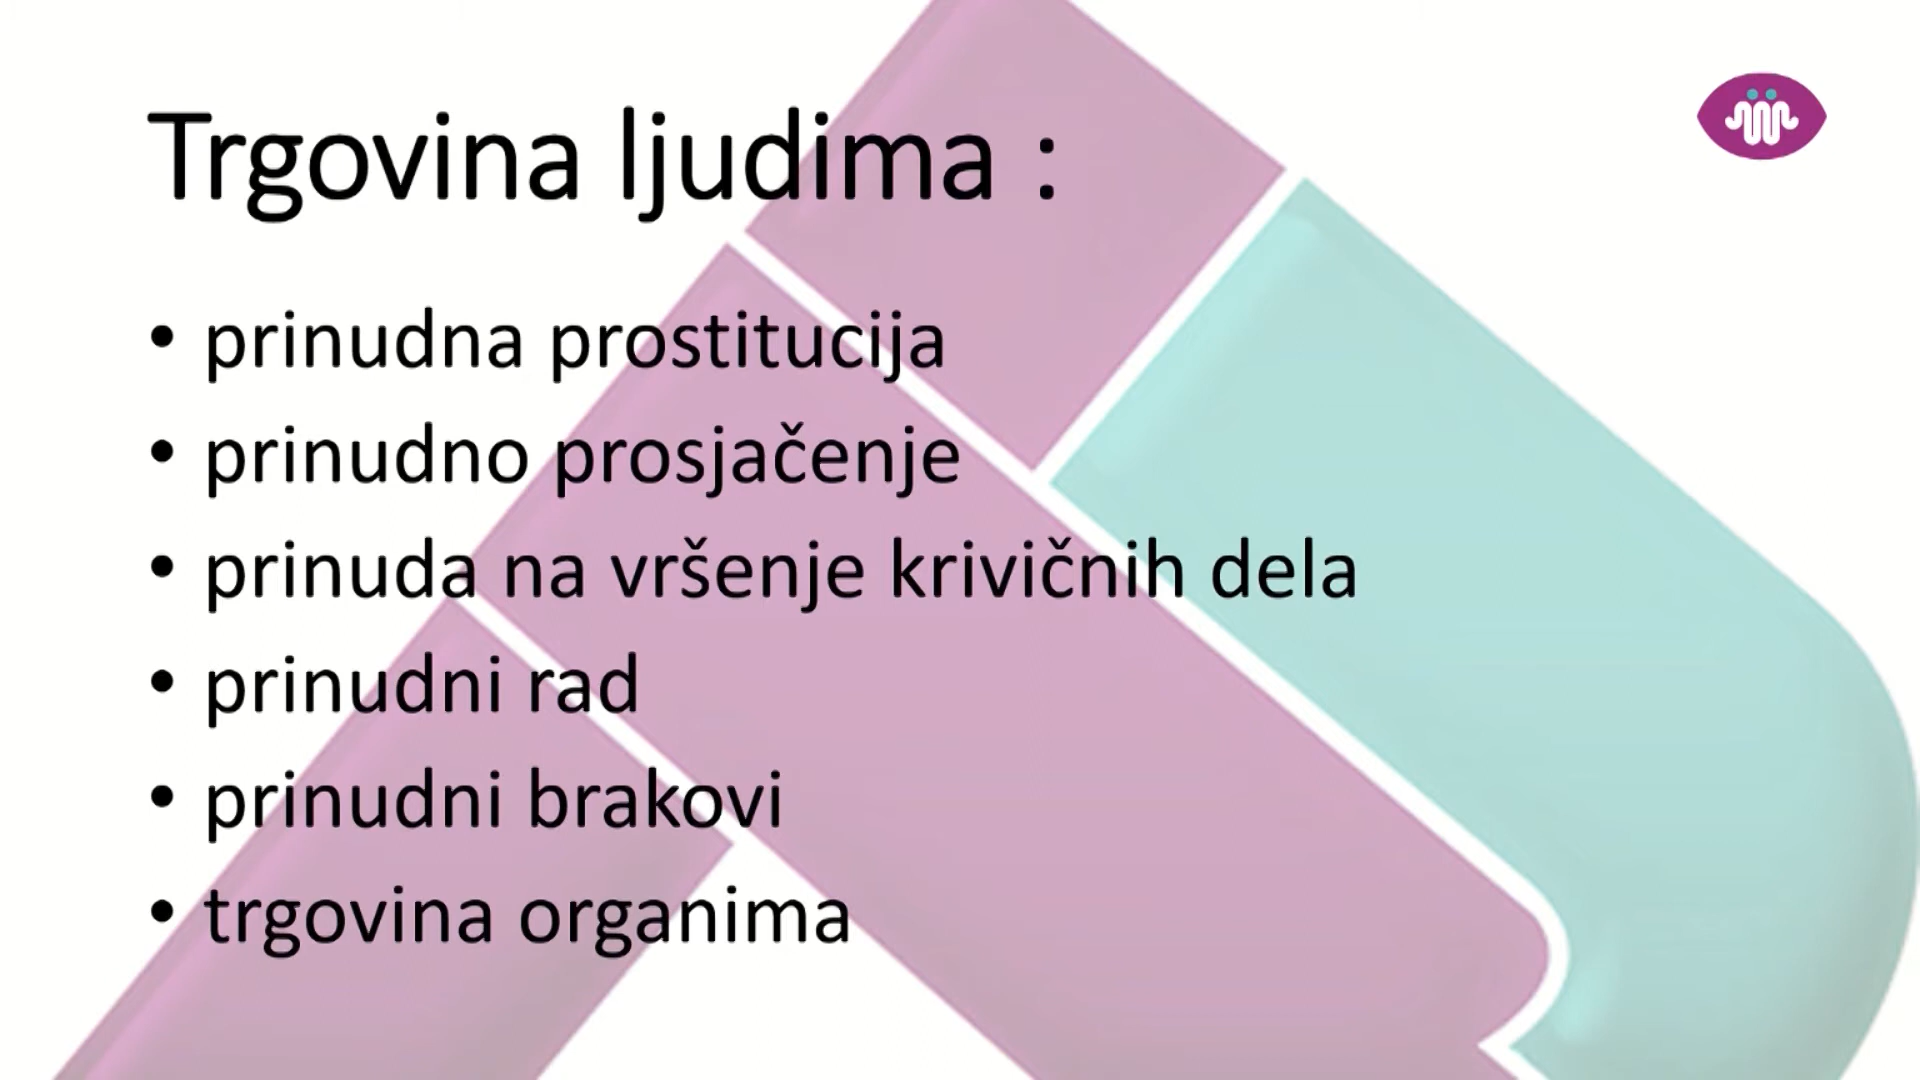 Trgovina ljudima :
• prinudna prostitucija
• prinudno prosjačenje
• prinuda na vršenje krivičnih dela
• prinudni rad
• prinudni brakovi
• trgovina organima